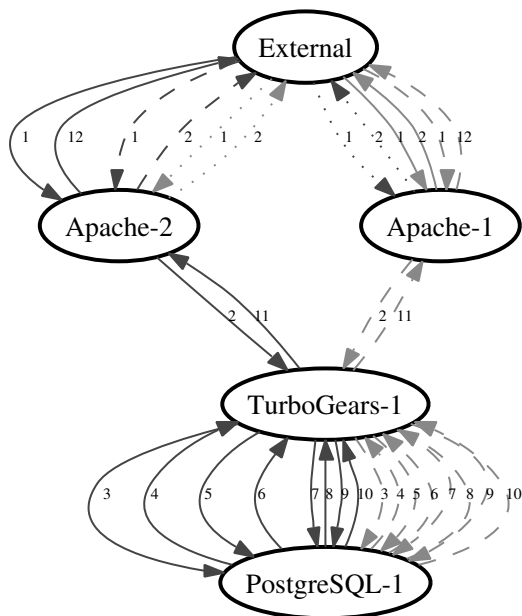 External
1 12 1 2 1 2 1 2 1 2 1 12
Apache-2 Apache-1
2 11 2 11
TurboGears-1
3 4 5 6 7 8 9 10 3 4 5 6 7 8 9 10
PostgreSQL-1